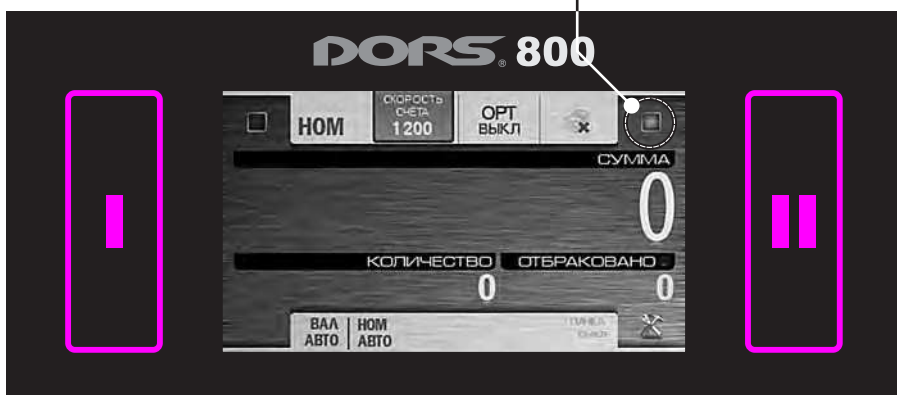 DORS® 800
НОМ
СКОРОСТЬ
СЧЕТА
1200
ОРТ
ВЫКЛ
СУММА
0
КОЛИЧЕСТВО
ОТБРАКОВАНО
0
0
ВАЛ
АВТО
НОМ
АВТО